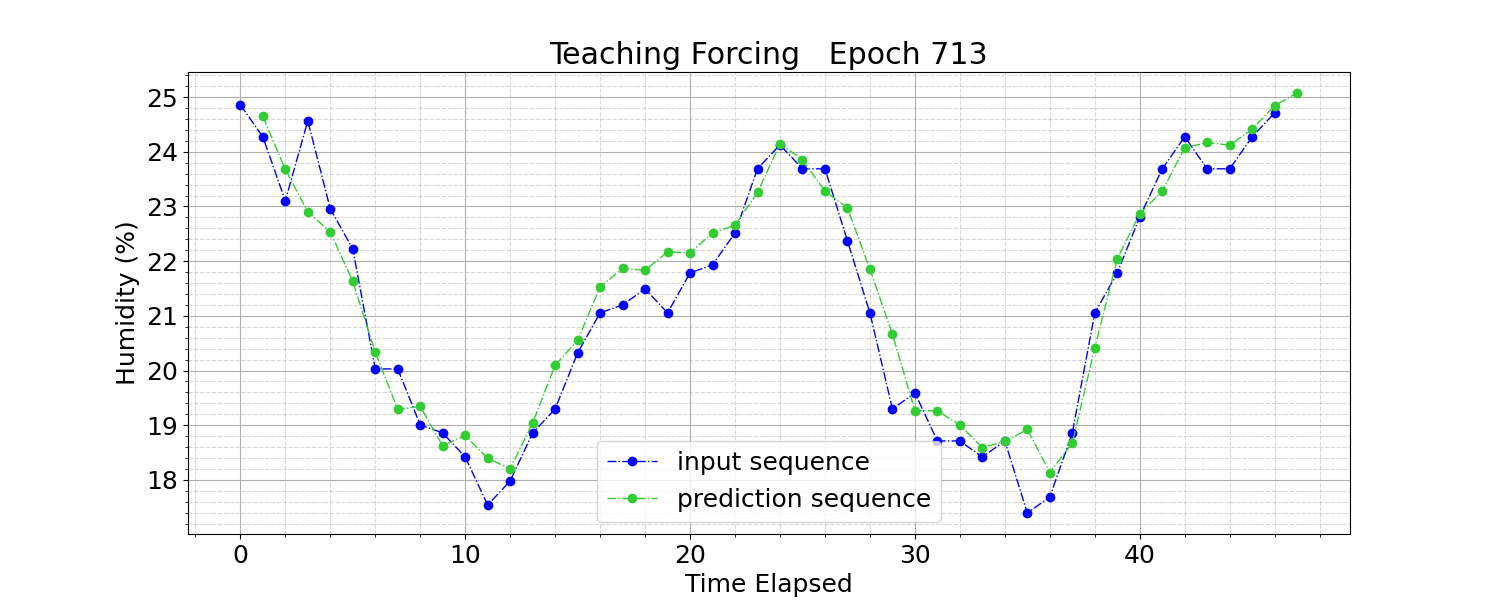 Teaching Forcing   Epoch 713
Humidity (%)
25
24
23
22
21
20
19
18
input sequence
prediction sequence
0 10 20 30 40
Time Elapsed